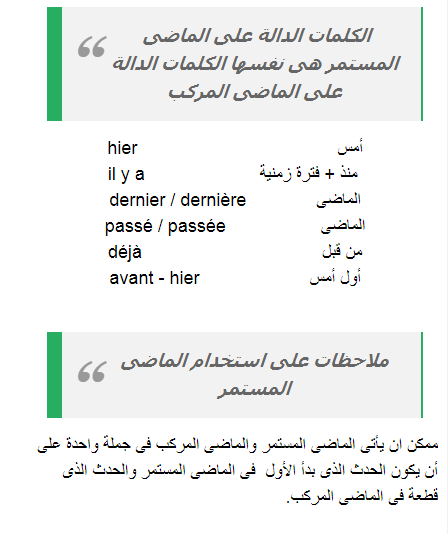 الكلمات الدالة على الماضى
المستمر هى نفسها الكلمات الدالة
على الماضى المركب
أمس hier
منذ + فترة زمنية il y a
الماضى dernier / dernière
الماضى passé / passée
من قبل déjà
أول أمس avant - hier
ملاحظات على استخدام الماضى
المستمر
ممكن ان يأتى الماضى المستمر والماضى المركب فى جملة واحدة على
أن يكون الحدث الذى بدأ الأول فى الماضى المستمر والحدث الذى
قطعة فى الماضى المركب.